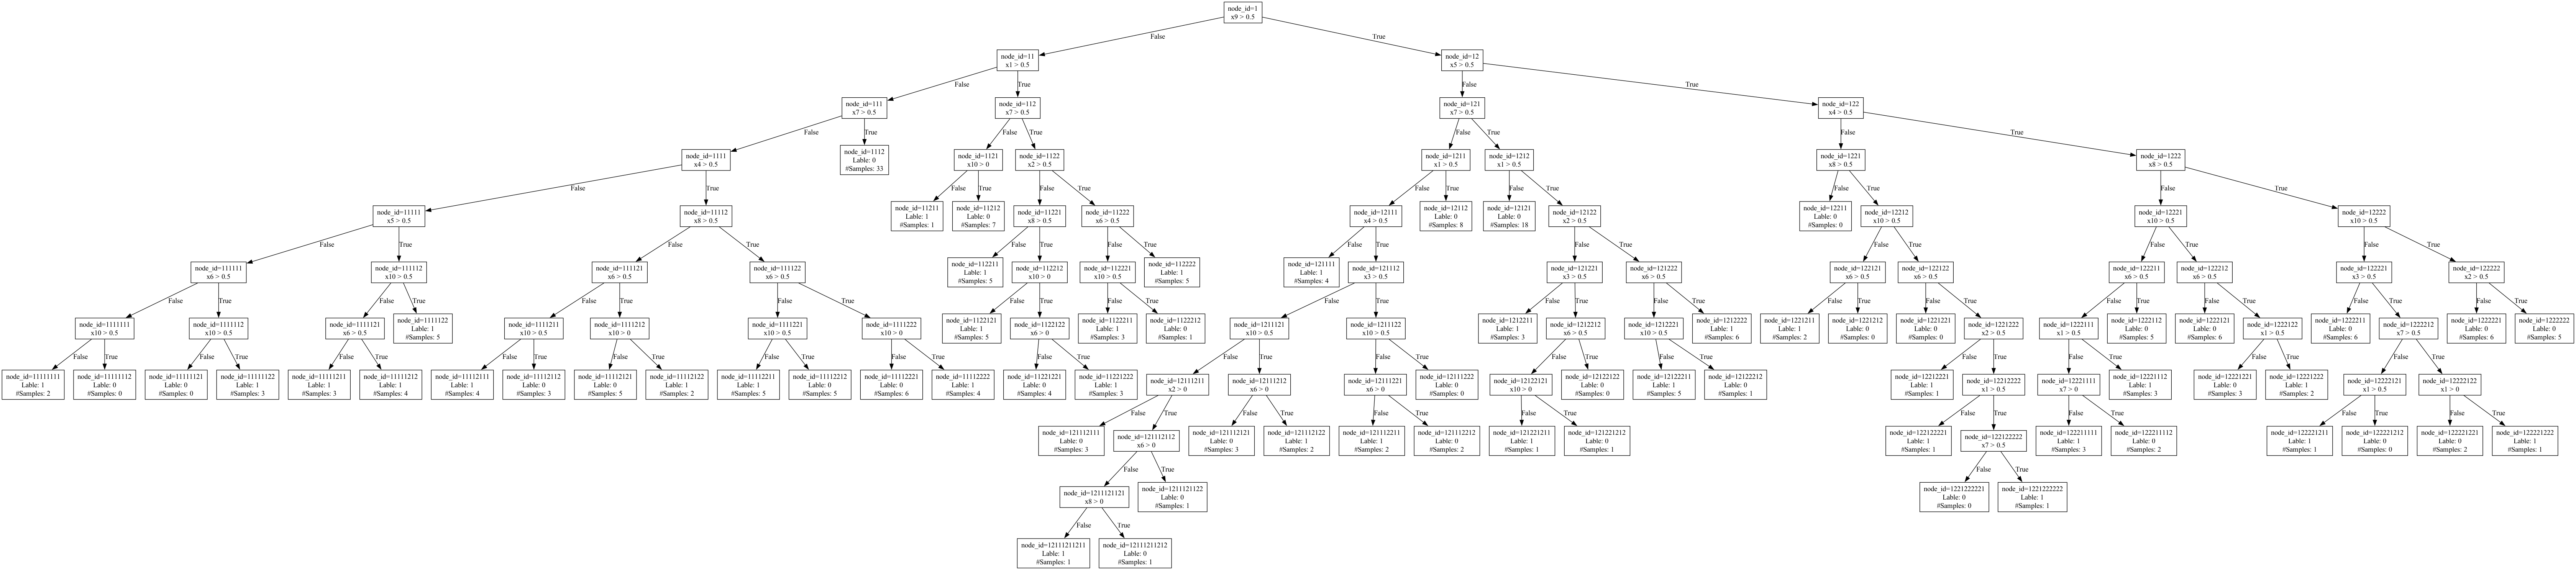 node_id=1
x9 > 0.5
False
True
node_id=11
x1 > 0.5
node_id=12
x5 > 0.5
False
True
False
True
node_id=111
x7 > 0.5
node_id=112
x7 > 0.5
node_id=121
x7 > 0.5
node_id=122
x4 > 0.5
False
True
False
True
False
True
False
True
node_id=1111
x4 > 0.5
node_id=1112
Lable: 0
#Samples: 33
node_id=1121
x10 > 0
node_id=1122
x2 > 0.5
node_id=1211
x1 > 0.5
node_id=1212
x1 > 0.5
node_id=1221
x8 > 0.5
node_id=1222
x8 > 0.5
False
True
False
True
False
True
False
True
False
True
False
True
False
True
node_id=11111
x5 > 0.5
node_id=11112
x8 > 0.5
node_id=11211
Lable: 1
#Samples: 1
node_id=11212
Lable: 0
#Samples: 7
node_id=11221
x8 > 0.5
node_id=11222
x6 > 0.5
node_id=12111
x4 > 0.5
node_id=12112
Lable: 0
#Samples: 8
node_id=12121
Lable: 0
#Samples: 18
node_id=12122
x2 > 0.5
node_id=12211
Lable: 0
#Samples: 0
node_id=12212
x10 > 0.5
node_id=12221
x10 > 0.5
node_id=12222
x10 > 0.5
False
True
False
True
False
True
False
True
False
True
False
True
False
True
False
True
False
True
node_id=111111
x6 > 0.5
node_id=111112
x10 > 0.5
node_id=111121
x6 > 0.5
node_id=111122
x6 > 0.5
node_id=112211
Lable: 1
#Samples: 5
node_id=112212
x10 > 0
node_id=112221
x10 > 0.5
node_id=112222
Lable: 1
#Samples: 5
node_id=121111
Lable: 1
#Samples: 4
node_id=121112
x3 > 0.5
node_id=121221
x3 > 0.5
node_id=121222
x6 > 0.5
node_id=122121
x6 > 0.5
node_id=122122
x6 > 0.5
node_id=122211
x6 > 0.5
node_id=122212
x6 > 0.5
node_id=122221
x3 > 0.5
node_id=122222
x2 > 0.5
False
True
False
True
False
True
False
True
False
True
False
True
False
True
False
True
False
True
False
True
False
True
False
True
False
True
False
True
False
True
node_id=1111111
x10 > 0.5
node_id=1111112
x10 > 0.5
node_id=1111121
x6 > 0.5
node_id=1111122
Lable: 1
#Samples: 5
node_id=1111211
x10 > 0.5
node_id=1111212
x10 > 0
node_id=1111221
x10 > 0.5
node_id=1111222
x10 > 0
node_id=1122121
Lable: 1
#Samples: 5
node_id=1122122
x6 > 0
node_id=1122211
Lable: 1
#Samples: 3
node_id=1122212
Lable: 0
#Samples: 1
node_id=1211121
x10 > 0.5
node_id=1211122
x10 > 0.5
node_id=1212211
Lable: 1
#Samples: 3
node_id=1212212
x6 > 0.5
node_id=1212221
x10 > 0.5
node_id=1212222
Lable: 1
#Samples: 6
node_id=1221211
Lable: 1
#Samples: 2
node_id=1221212
Lable: 0
#Samples: 0
node_id=1221221
Lable: 0
#Samples: 0
node_id=1221222
x2 > 0.5
node_id=1222111
x1 > 0.5
node_id=1222112
Lable: 0
#Samples: 5
node_id=1222121
Lable: 0
#Samples: 6
node_id=1222122
x1 > 0.5
node_id=1222211
Lable: 0
#Samples: 6
node_id=1222212
x7 > 0.5
node_id=1222221
Lable: 0
#Samples: 6
node_id=1222222
Lable: 0
#Samples: 5
False
True
False
True
False
True
False
True
False
True
False
True
False
True
False
True
False
True
False
True
False
True
False
True
False
True
False
True
False
True
False
True
node_id=11111111
Lable: 1
#Samples: 2
node_id=11111112
Lable: 0
#Samples: 0
node_id=11111121
Lable: 0
#Samples: 0
node_id=11111122
Lable: 1
#Samples: 3
node_id=11111211
Lable: 1
#Samples: 3
node_id=11111212
Lable: 1
#Samples: 4
node_id=11112111
Lable: 1
#Samples: 4
node_id=11112112
Lable: 0
#Samples: 3
node_id=11112121
Lable: 0
#Samples: 5
node_id=11112122
Lable: 1
#Samples: 2
node_id=11112211
Lable: 1
#Samples: 5
node_id=11112212
Lable: 0
#Samples: 5
node_id=11112221
Lable: 0
#Samples: 6
node_id=11112222
Lable: 1
#Samples: 4
node_id=11221221
Lable: 0
#Samples: 4
node_id=11221222
Lable: 1
#Samples: 3
node_id=12111211
x2 > 0
node_id=12111212
x6 > 0
node_id=12111221
x6 > 0
node_id=12111222
Lable: 0
#Samples: 0
node_id=12122121
x10 > 0
node_id=12122122
Lable: 0
#Samples: 0
node_id=12122211
Lable: 1
#Samples: 5
node_id=12122212
Lable: 0
#Samples: 1
node_id=12212221
Lable: 1
#Samples: 1
node_id=12212222
x1 > 0.5
node_id=12221111
x7 > 0
node_id=12221112
Lable: 1
#Samples: 3
node_id=12221221
Lable: 0
#Samples: 3
node_id=12221222
Lable: 1
#Samples: 2
node_id=12222121
x1 > 0.5
node_id=12222122
x1 > 0
False
True
False
True
False
True
False
True
False
True
False
True
False
True
False
True
node_id=121112111
Lable: 0
#Samples: 3
node_id=121112112
x6 > 0
node_id=121112121
Lable: 0
#Samples: 3
node_id=121112122
Lable: 1
#Samples: 2
node_id=121112211
Lable: 1
#Samples: 2
node_id=121112212
Lable: 0
#Samples: 2
node_id=121221211
Lable: 1
#Samples: 1
node_id=121221212
Lable: 0
#Samples: 1
node_id=122122221
Lable: 1
#Samples: 1
node_id=122122222
x7 > 0.5
node_id=122211111
Lable: 1
#Samples: 3
node_id=122211112
Lable: 0
#Samples: 2
node_id=122221211
Lable: 1
#Samples: 1
node_id=122221212
Lable: 0
#Samples: 0
node_id=122221221
Lable: 0
#Samples: 2
node_id=122221222
Lable: 1
#Samples: 1
False
True
False
True
node_id=1211121121
x8 > 0
node_id=1211121122
Lable: 0
#Samples: 1
node_id=1221222221
Lable: 0
#Samples: 0
node_id=1221222222
Lable: 1
#Samples: 1
False
True
node_id=12111211211
Lable: 1
#Samples: 1
node_id=12111211212
Lable: 0
#Samples: 1